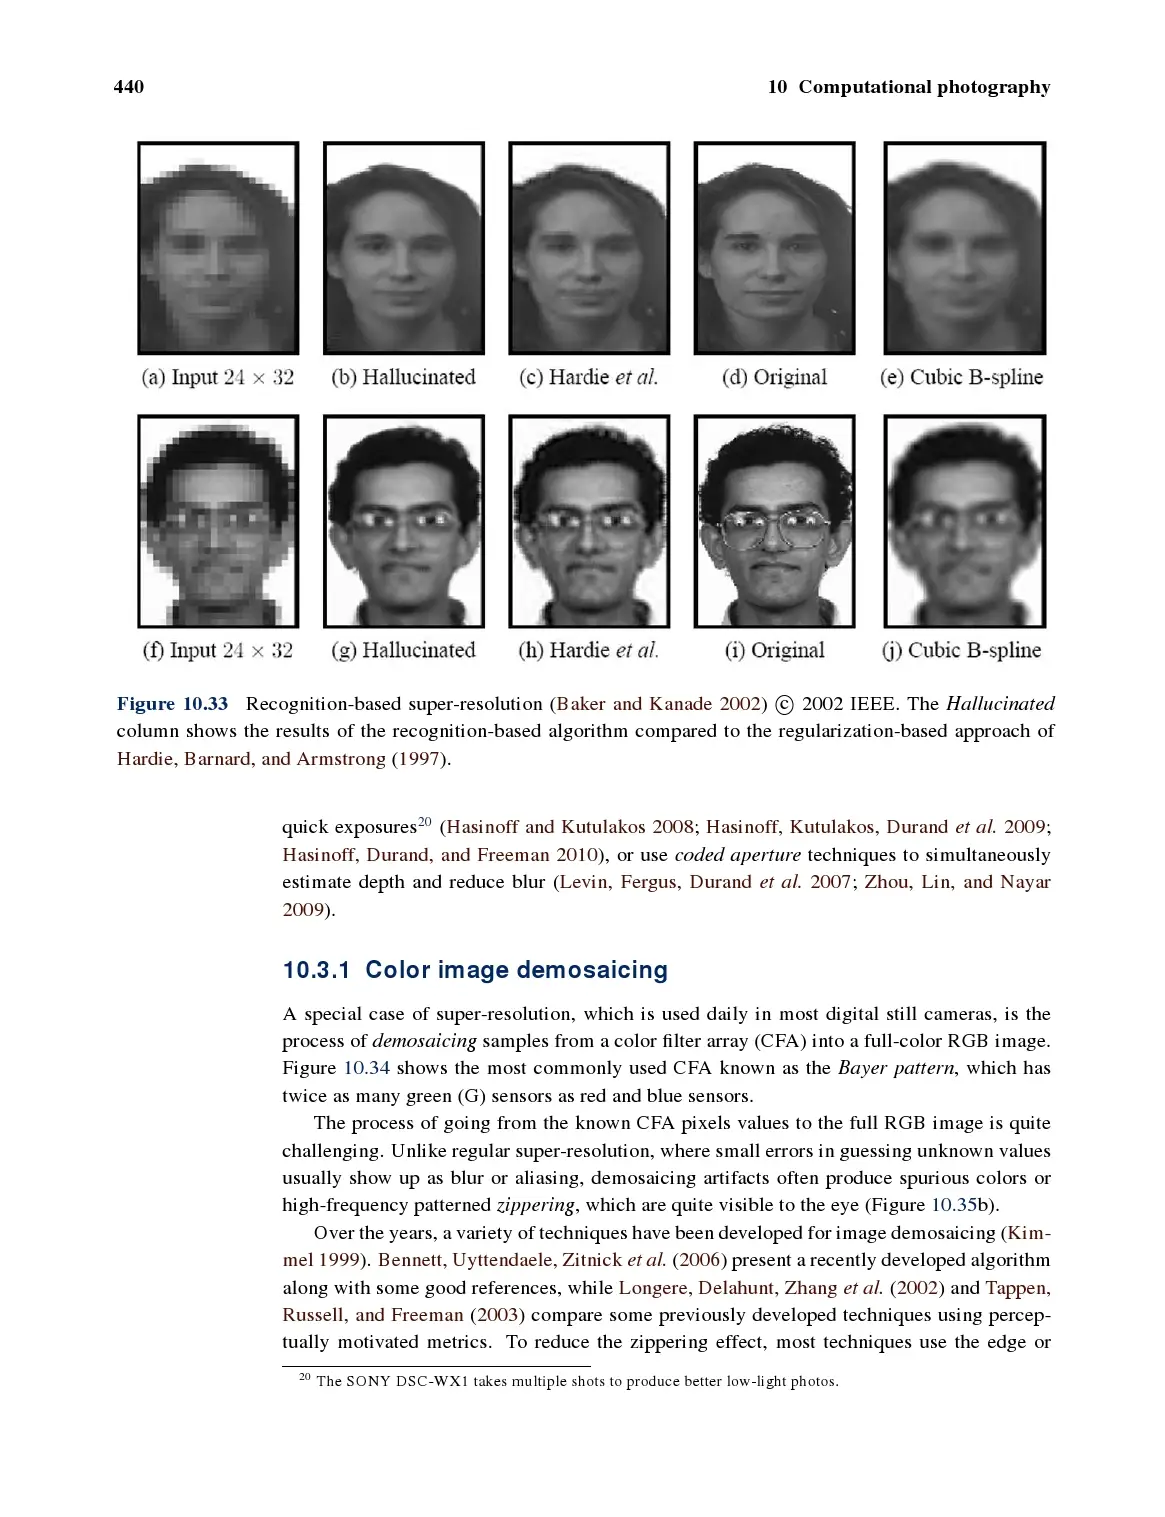 440
10 Computational photography
(a) Input 24 × 32
(b) Hallucinated
(c) Hardie et al.
(d) Original
(e) Cubic B-spline
(f) Input 24 × 32
(g) Hallucinated
(h) Hardie et al.
(i) Original
(j) Cubic B-spline
Figure 10.33 Recognition-based super-resolution (Baker and Kanade 2002) © 2002 IEEE. The Hallucinated
column shows the results of the recognition-based algorithm compared to the regularization-based approach of
Hardie, Barnard, and Armstrong (1997).
quick exposures20 (Hasinoff and Kutulakos 2008; Hasinoff, Kutulakos, Durand et al. 2009;
Hasinoff, Durand, and Freeman 2010), or use coded aperture techniques to simultaneously
estimate depth and reduce blur (Levin, Fergus, Durand et al. 2007; Zhou, Lin, and Nayar
2009).
10.3.1 Color image demosaicing
A special case of super-resolution, which is used daily in most digital still cameras, is the
process of demosaicing samples from a color filter array (CFA) into a full-color RGB image.
Figure 10.34 shows the most commonly used CFA known as the Bayer pattern, which has
twice as many green (G) sensors as red and blue sensors.
The process of going from the known CFA pixels values to the full RGB image is quite
challenging. Unlike regular super-resolution, where small errors in guessing unknown values
usually show up as blur or aliasing, demosaicing artifacts often produce spurious colors or
high-frequency patterned zippering, which are quite visible to the eye (Figure 10.35b).
Over the years, a variety of techniques have been developed for image demosaicing (Kim-
mel 1999). Bennett, Uyttendaele, Zitnick et al. (2006) present a recently developed algorithm
along with some good references, while Longere, Delahunt, Zhang et al. (2002) and Tappen,
Russell, and Freeman (2003) compare some previously developed techniques using percep-
tually motivated metrics. To reduce the zippering effect, most techniques use the edge or
20 The SONY DSC-WX1 takes multiple shots to produce better low-light photos.